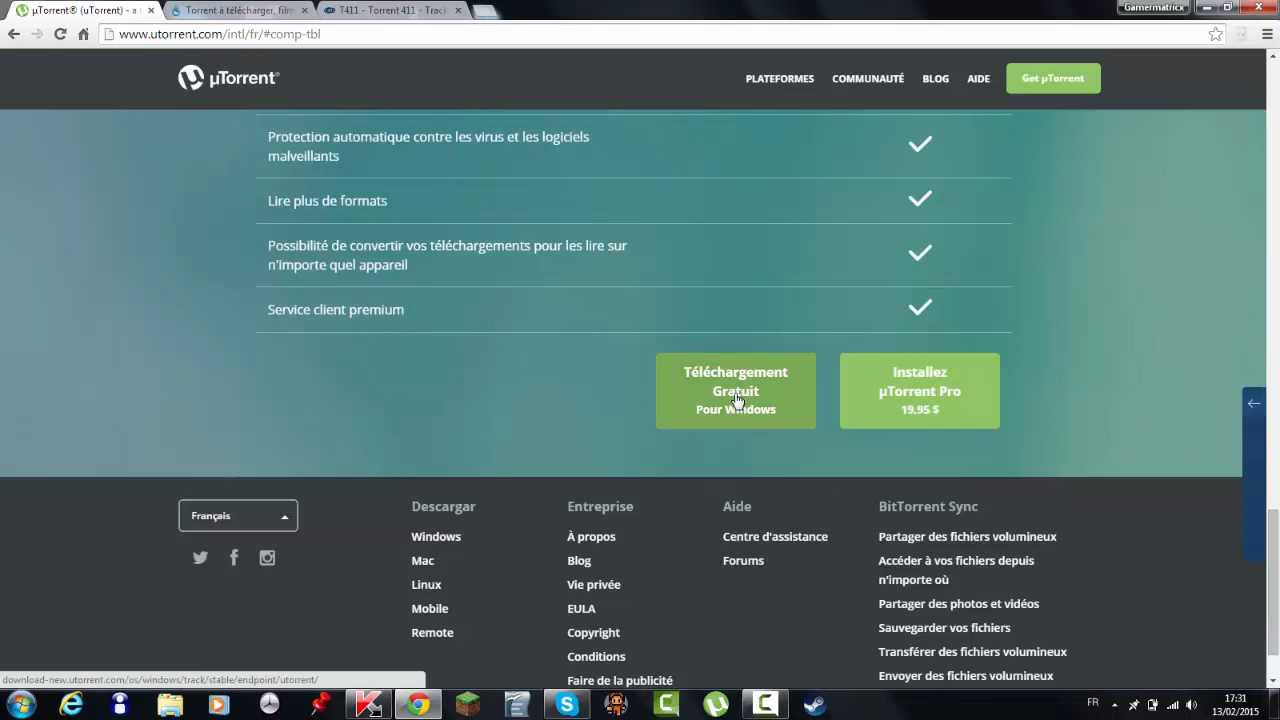 µTorrent® (uTorrent) - a
Torrent à télécharger, film
T411 - Torrent 411 - Track
Gamermatricx
www.utorrent.com/intl/fr/#comp-tbl
µTorrent®
PLATEFORMES
COMMUNAUTÉ
BLOG
AIDE
Get µTorrent
Protection automatique contre les virus et les logiciels
malveillants
Lire plus de formats
Possibilité de convertir vos téléchargements pour les lire sur
n'importe quel appareil
Service client premium
Téléchargement
Gratuit
Pour Windows
Installez
µTorrent Pro
19,95 $
Français
Descargar
Windows
Mac
Linux
Mobile
Remote
Entreprise
À propos
Blog
Vie privée
EULA
Copyright
Conditions
Faire de la publicité
Aide
Centre d'assistance
Forums
BitTorrent Sync
Partager des fichiers volumineux
Accéder à vos fichiers depuis
n'importe où
Partager des photos et vidéos
Sauvegarder vos fichiers
Transférer des fichiers volumineux
Envoyer des fichiers volumineux
download-new.utorrent.com/os/windows/track/stable/endpoint/utorrent/
FR
17:31
13/02/2015